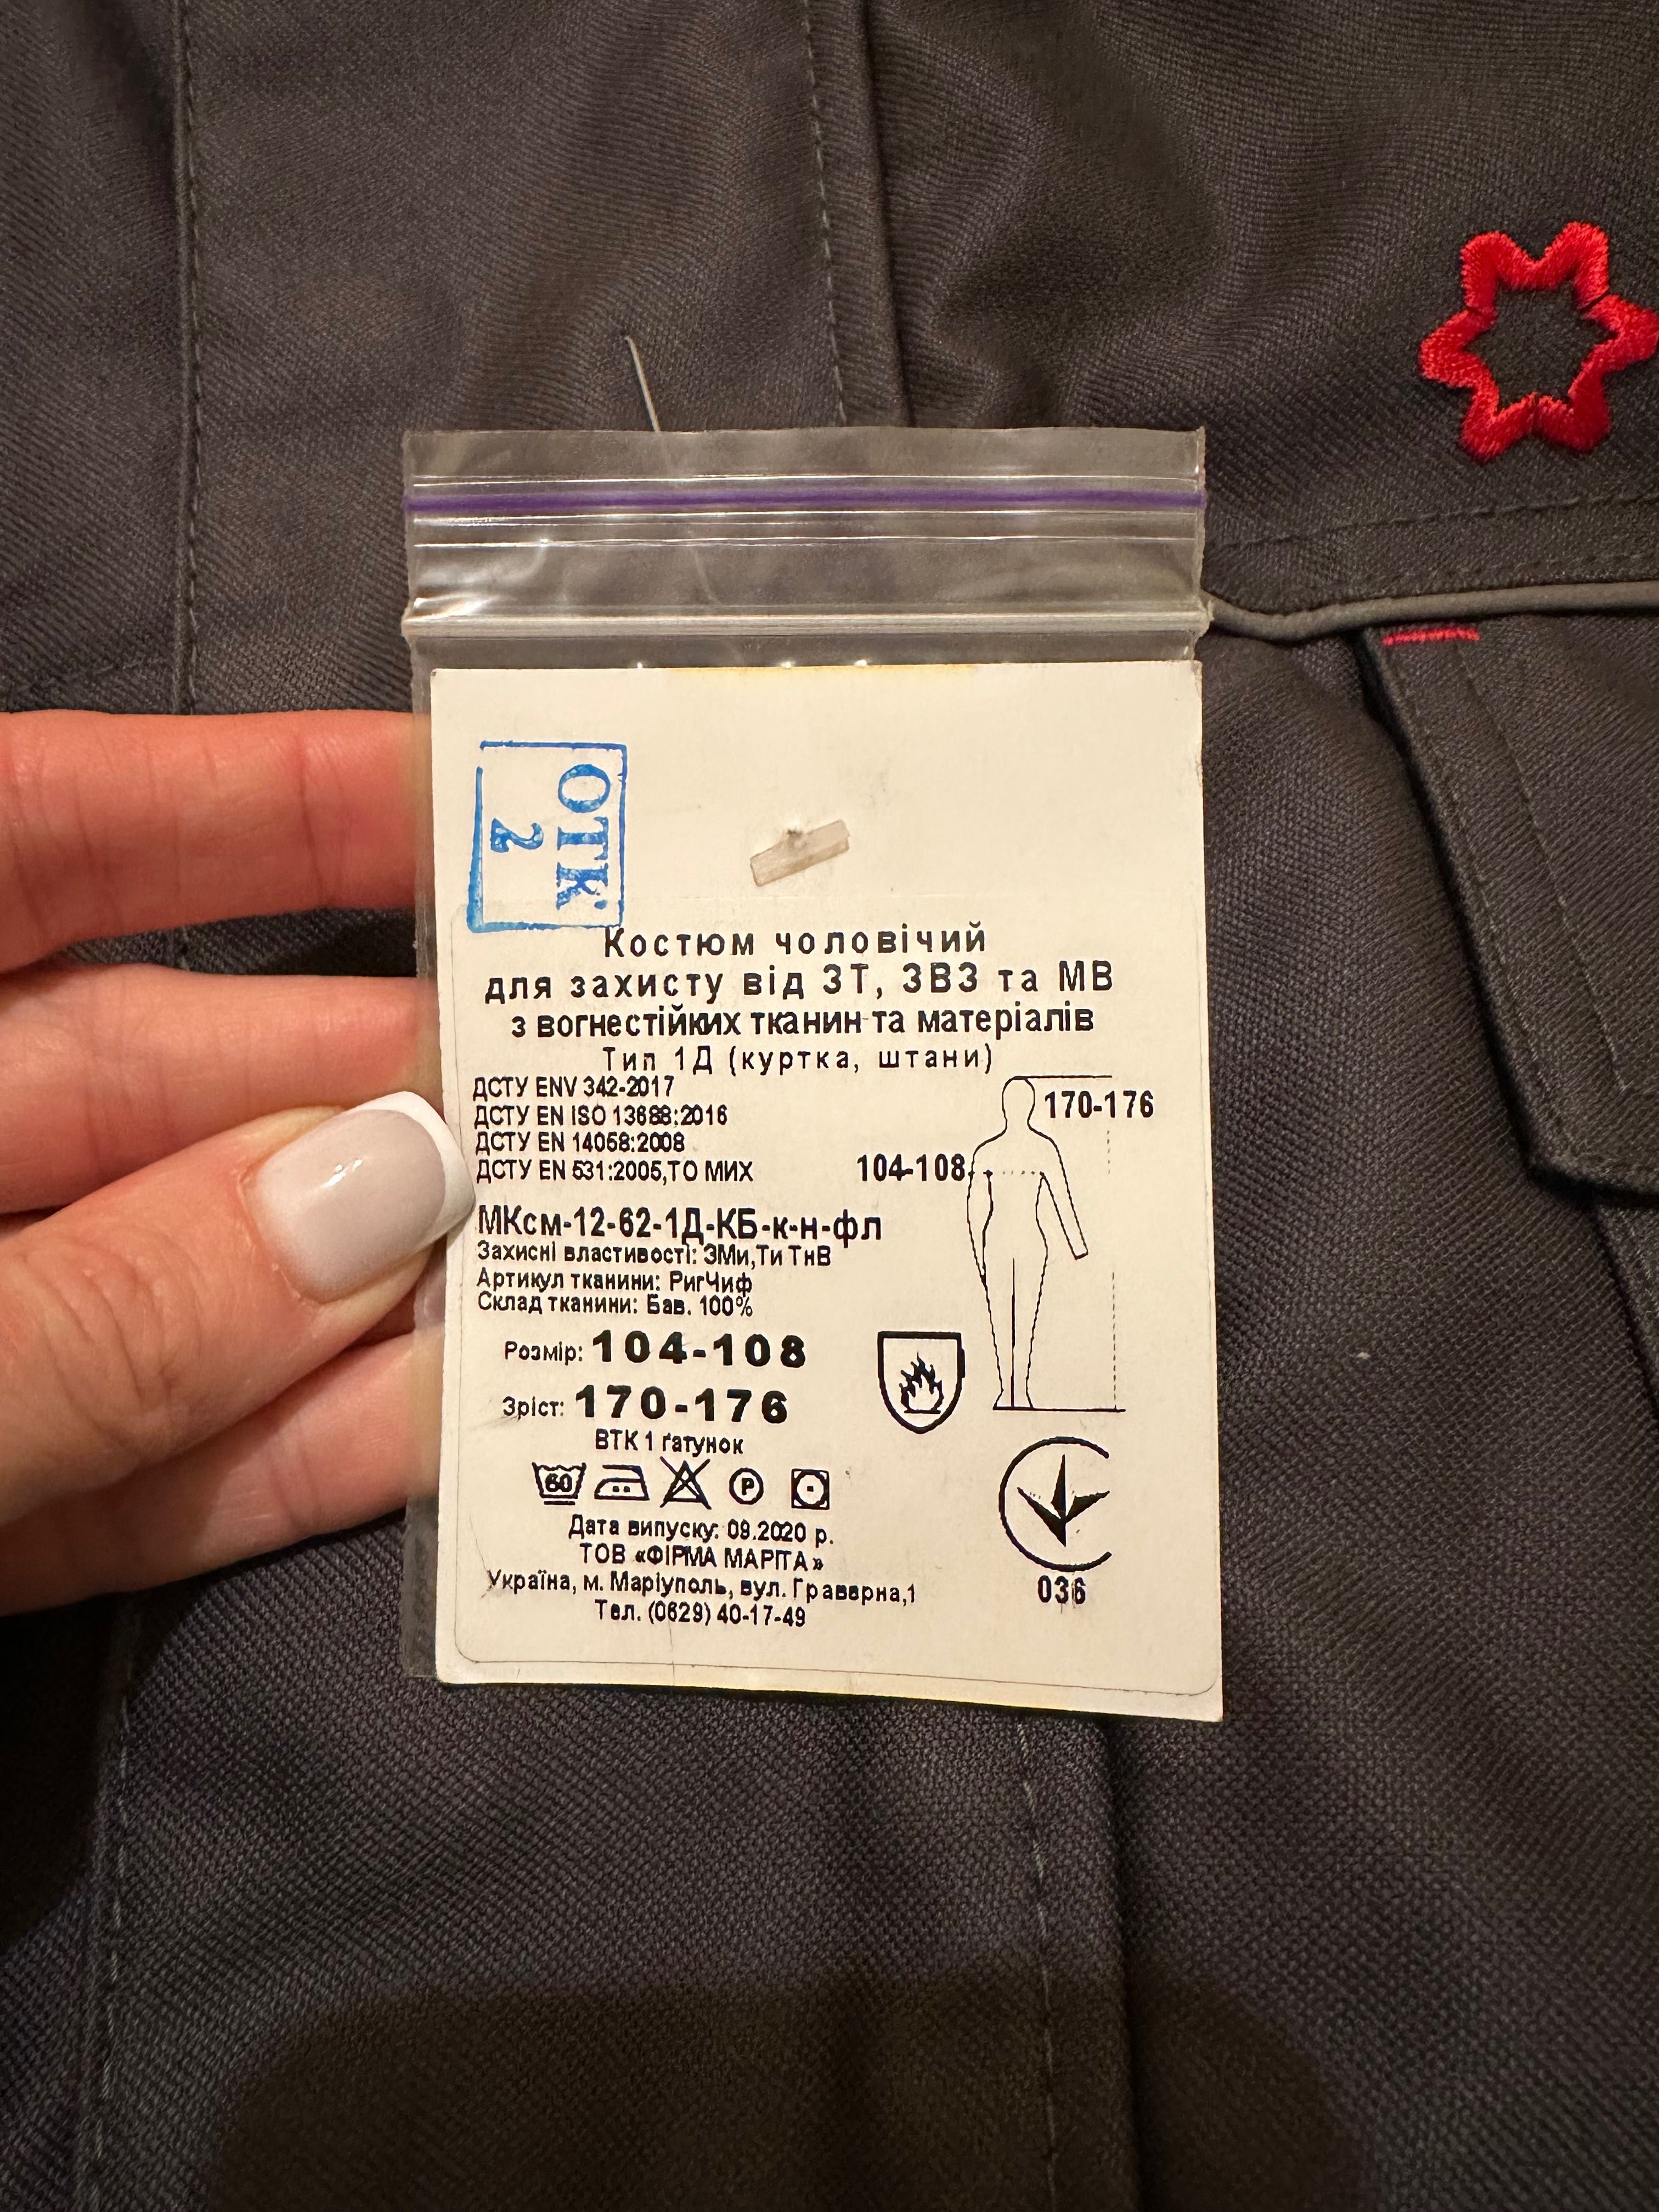 ОТК
2
Костюм чоловічий
для захисту від ЗТ, ЗВЗ та МВ
з вогнестійких тканин та матеріалів
Тип 1Д (куртка, штани)
ДСТУ ENV 342-2017
ДСТУ EN ISO 13688:2016
ДСТУ EN 14058:2008
ДСТУ EN 531:2005,ТО МИХ
170-176
104-108
МКсм-12-62-1Д-КБ-к-н-фл
Захисні властивості: ЗМи,Ти ТнВ
Артикул тканини: РигЧиф
Склад тканини: Бав. 100%
Розмір: 104-108
Зріст: 170-176
ВТК 1 ґатунок
60
P
Дата випуску: 09.2020 р.
ТОВ «ФІРМА МАРІТА»
Україна, м. Маріуполь, вул. Граверна,1
Тел. (0629) 40-17-49
036